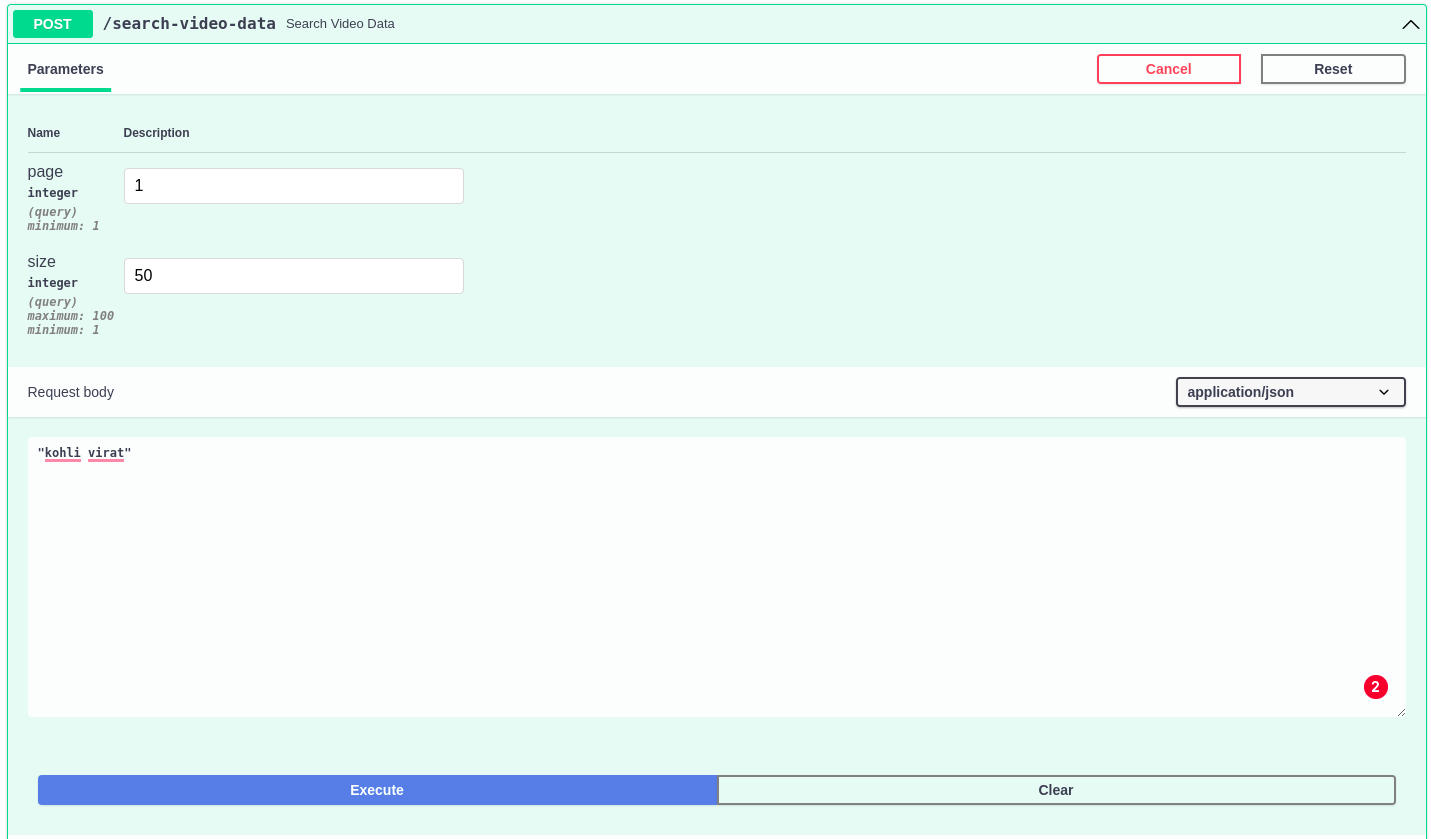 POST /search-video-data Search Video Data
Parameters Cancel Reset
Name Description
page 1
integer
(query)
minimum: 1
size 50
integer
(query)
maximum: 100
minimum: 1
Request body application/json
"kohli virat"
2
Execute Clear